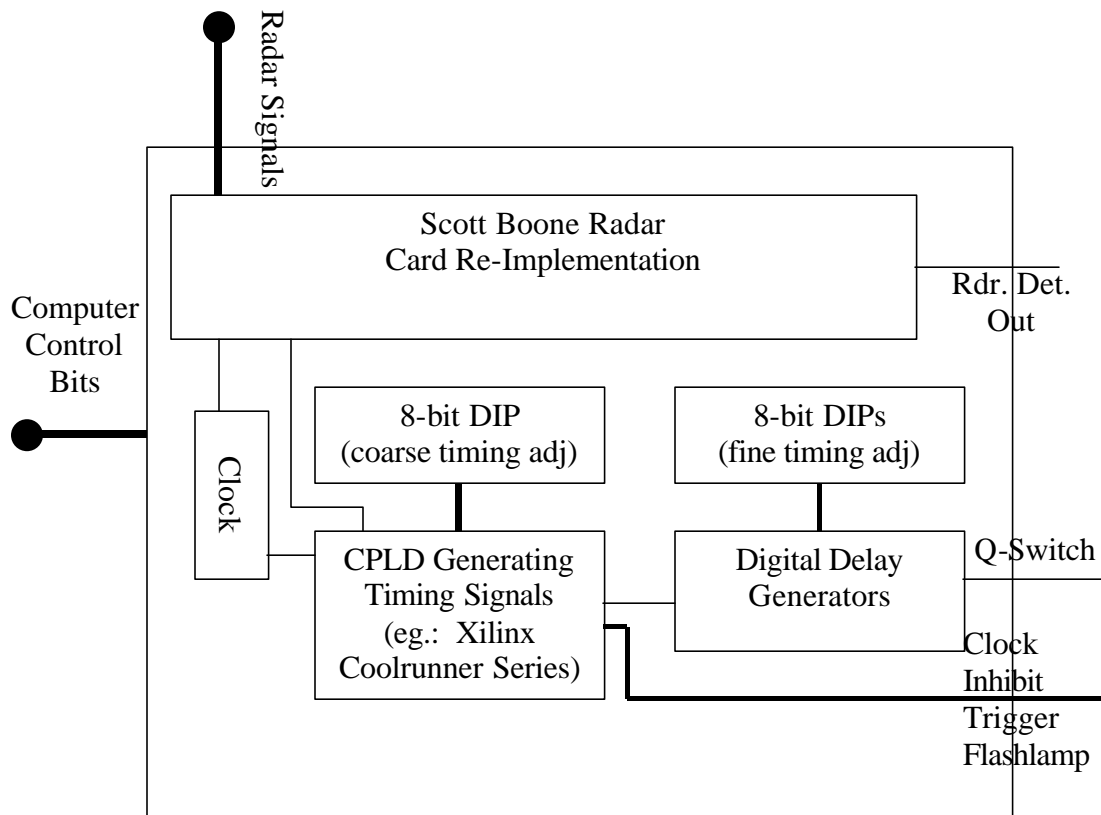 Radar Signals
Scott Boone Radar
Card Re-Implementation
Rdr. Det.
Out
Computer
Control
Bits
8-bit DIP
(coarse timing adj)
8-bit DIPs
(fine timing adj)
Clock
CPLD Generating
Timing Signals
(eg.: Xilinx
Coolrunner Series)
Digital Delay
Generators
Q-Switch
Clock
Inhibit
Trigger
Flashlamp